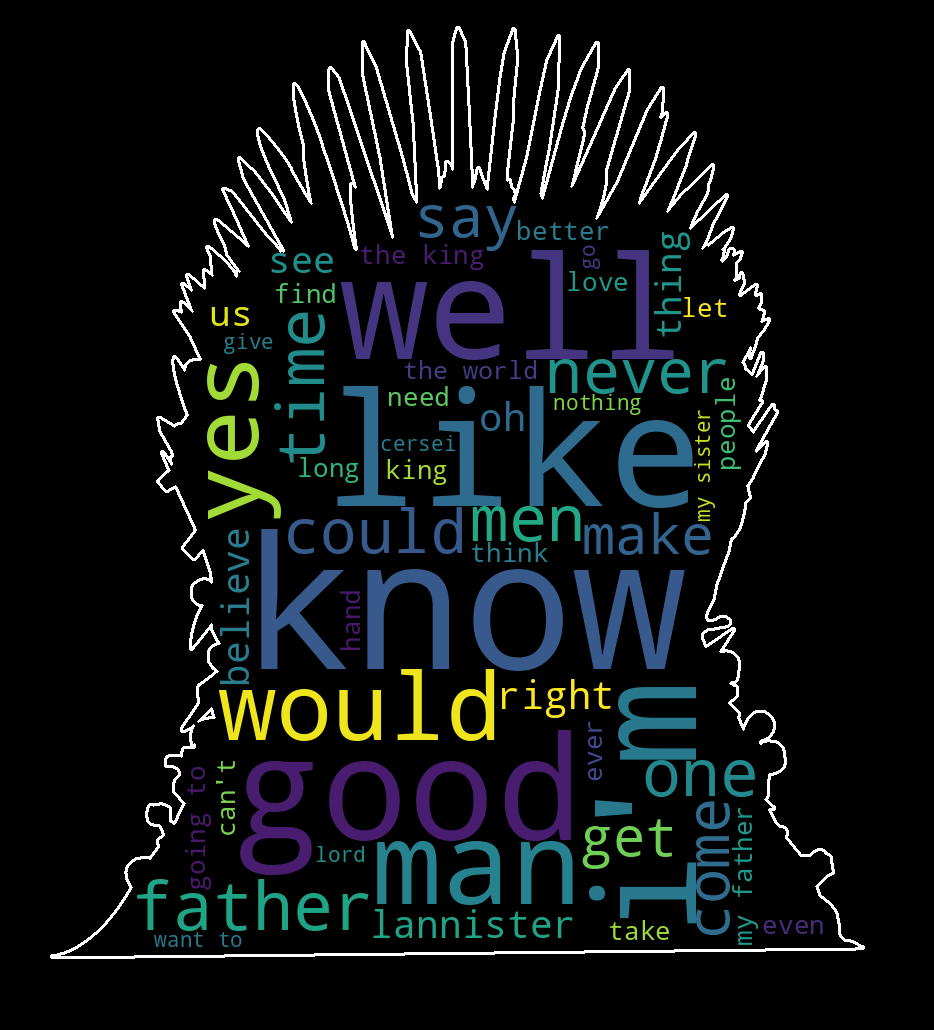 say
better
the king
go
see
well
thing
love
find
let
us
time
give
never
the world
yes
like
need
nothing
people
oh
my sister
cersei
long
king
men
could
make
think
believe
know
hand
i'm
would
right
ever
good
one
going to
can't
get
come
my father
man
lord
father
lannister
take
even
want to